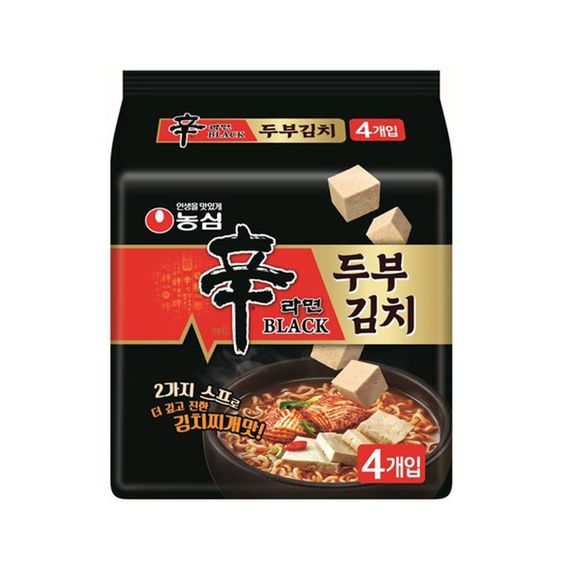 辛 라면 BLACK 두부김치 4개입
인생을 맛있게
농심
辛 라면 BLACK
두부
김치
2가지 스프로
더 깊고 진한
김치찌개맛!
4개입